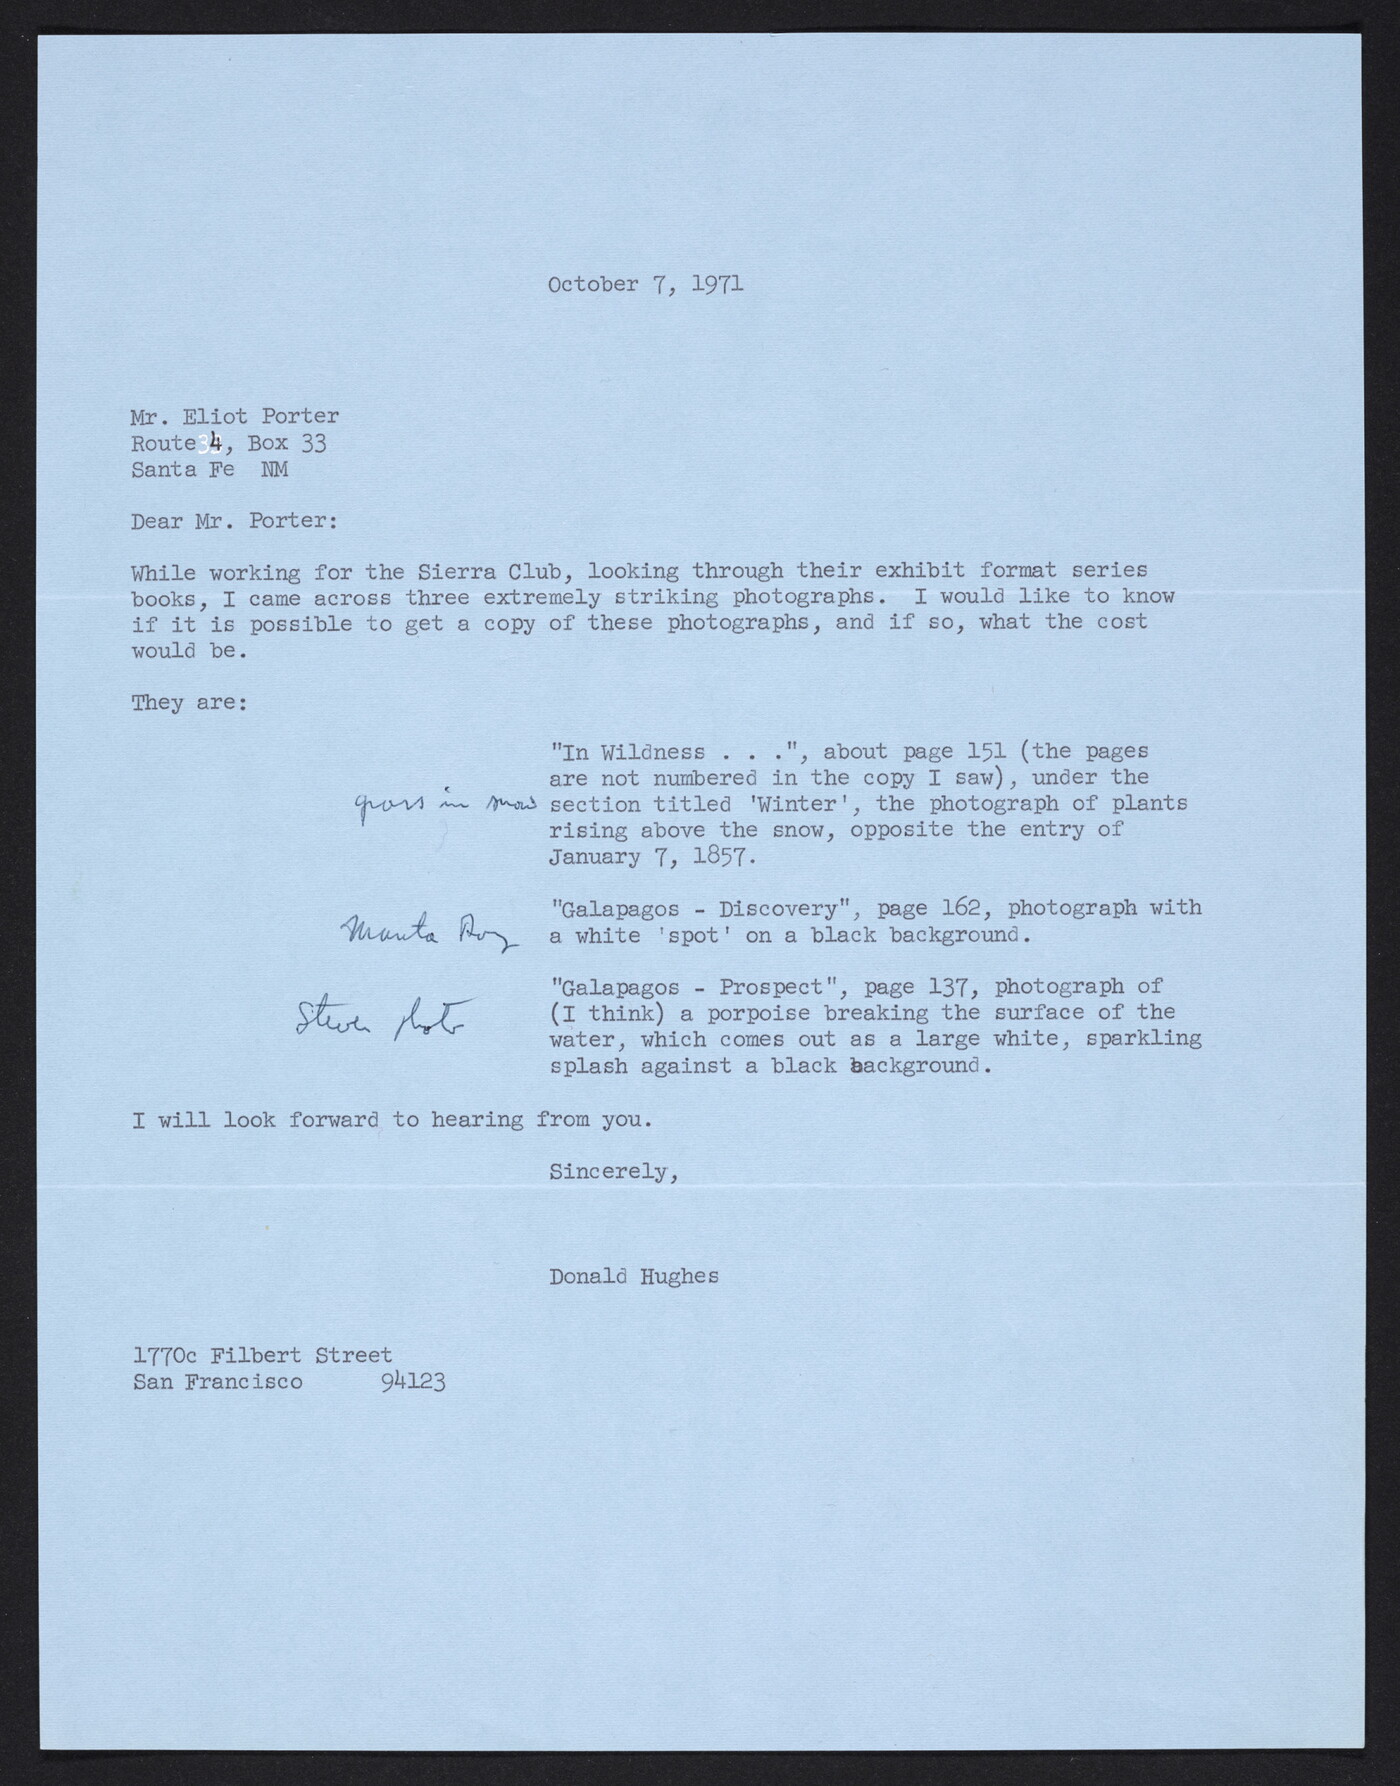 October 7, 1971
Mr. Eliot Porter
Route 4, Box 33
Santa Fe NM
Dear Mr. Porter:
While working for the Sierra Club, looking through their exhibit format series
books, I came across three extremely striking photographs. I would like to know
if it is possible to get a copy of these photographs, and if so, what the cost
would be.
They are:
"In Wildness . . .", about page 151 (the pages
are not numbered in the copy I saw), under the
grass in snow section titled 'Winter', the photograph of plants
rising above the snow, opposite the entry of
January 7, 1857.
"Galapagos - Discovery", page 162, photograph with
Manta Ray a white 'spot' on a black background.
"Galapagos - Prospect", page 137, photograph of
Steven photo (I think) a porpoise breaking the surface of the
water, which comes out as a large white, sparkling
splash against a black background.
I will look forward to hearing from you.
Sincerely,
Donald Hughes
1770c Filbert Street
San Francisco 94123